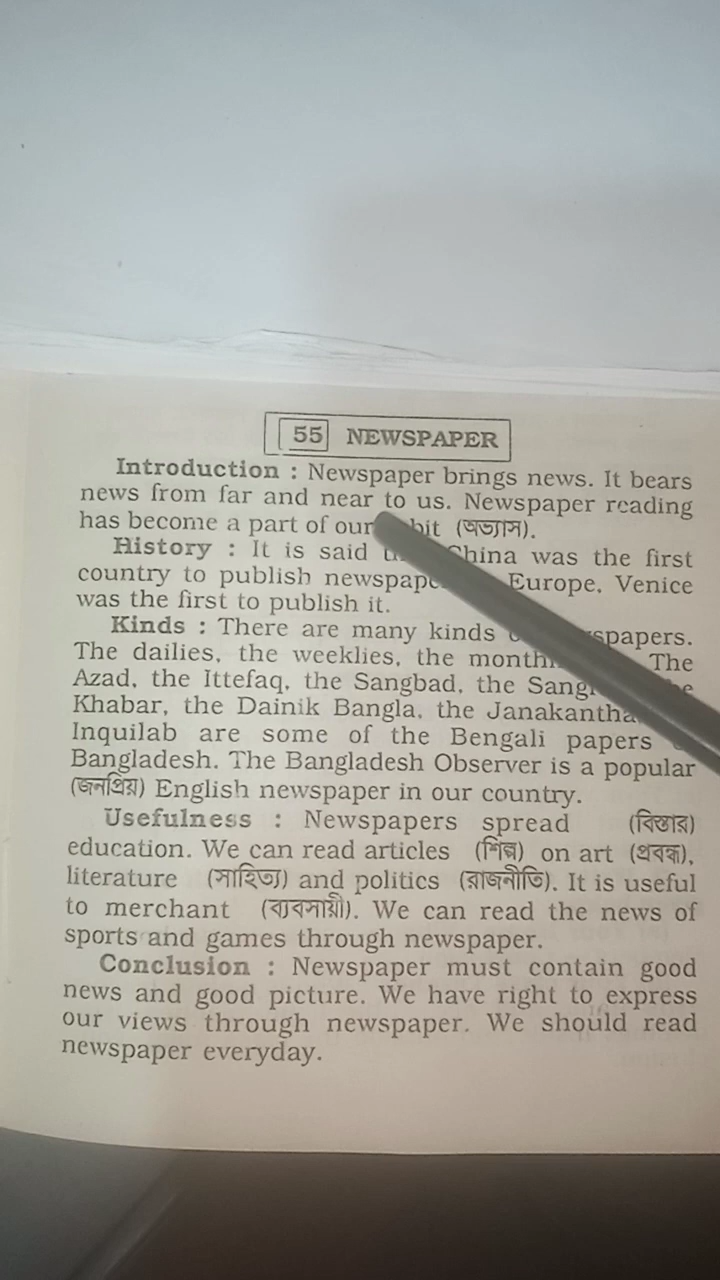 55 NEWSPAPER
Introduction : Newspaper brings news. It bears
news from far and near to us. Newspaper reading
has become a part of our (অভ্যাস).
History : It is said China was the first
country to publish Europe, Venice
was the first to publish it.
Kinds : There are many kinds
The dailies, the weeklies, the The
Azad, the Ittefaq, the Sangbad, the
Khabar, the Dainik Bangla, the Janakantha
Inquilab are some of the Bengali papers
Bangladesh. The Bangladesh Observer is a popular
(জনপ্রিয়) English newspaper in our country.
Usefulness : Newspapers spread (বিস্তার)
education. We can read articles (শিল্প) on art (প্রবন্ধ),
literature (সাহিত্য) and politics (রাজনীতি). It is useful
to merchant (ব্যবসায়ী). We can read the news of
sports and games through newspaper.
Conclusion : Newspaper must contain good
news and good picture. We have right to express
our views through newspaper. We should read
newspaper everyday.